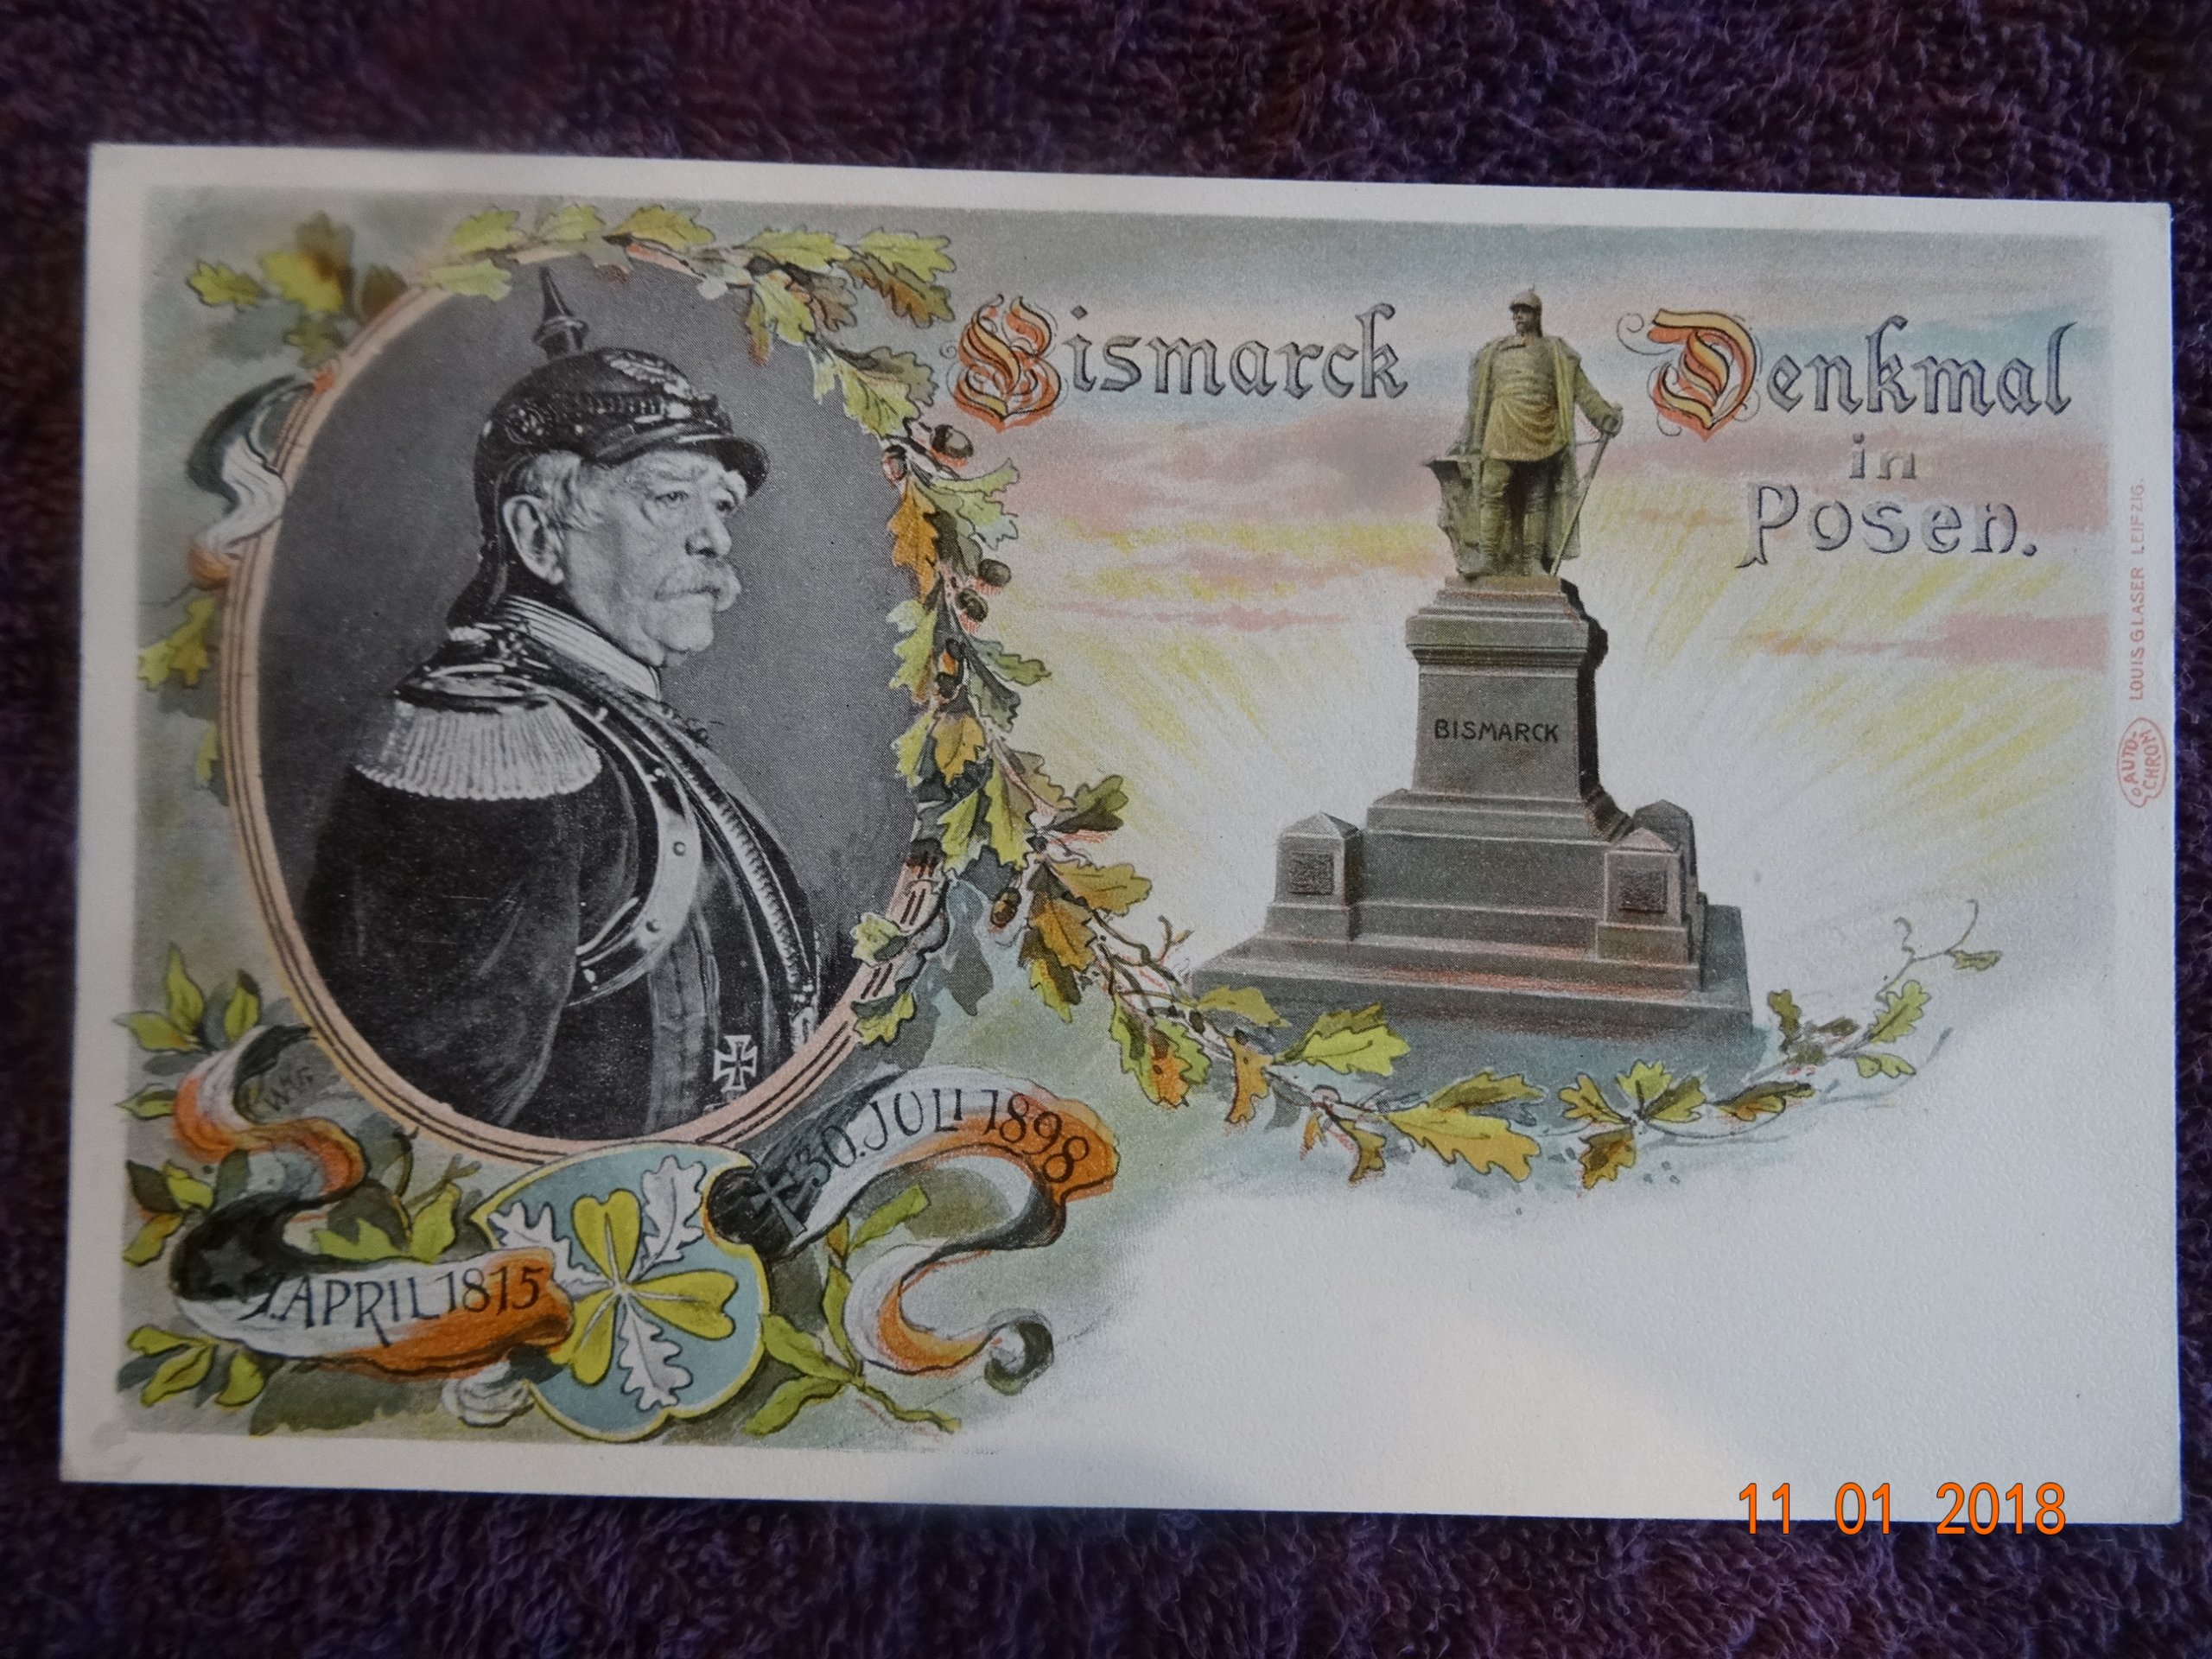 Bismarck Denkmal
in
Posen.
BISMARCK
30. JULI 1898
1. APRIL 1815
LOUIS GLASER LEIPZIG.
AUTO-
CHROM
11 01 2018